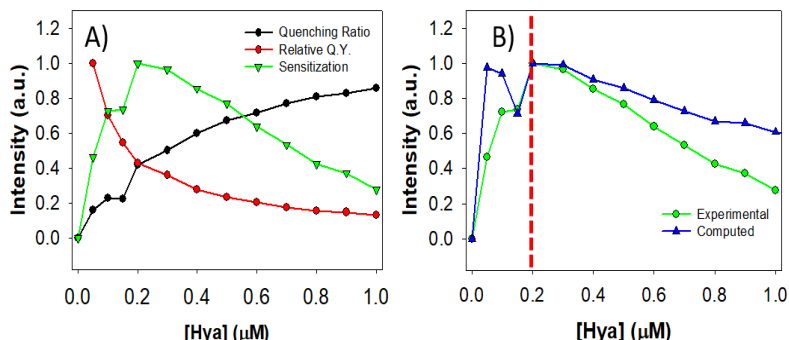 A)
Quenching Ratio
Relative Q.Y.
Sensitization
Intensity (a.u.)
1.2
1.0
0.8
0.6
0.4
0.2
0.0
0.0 0.2 0.4 0.6 0.8 1.0
[Hya] (μM)
B)
Intensity (a.u.)
1.2
1.0
0.8
0.6
0.4
0.2
0.0
Experimental
Computed
0.0 0.2 0.4 0.6 0.8 1.0
[Hya] (μM)